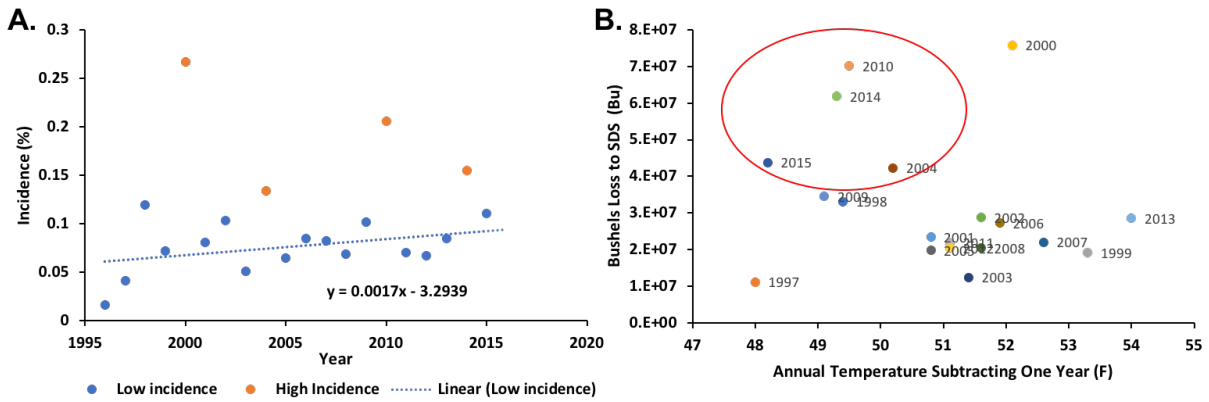 A.
0.3
0.25
0.2
0.15
0.1
0.05
0
Incidence (%)
y = 0.0017x - 3.2939
1995
2000
2005
2010
2015
2020
Year
Low incidence
High Incidence
Linear (Low incidence)
B.
8.E+07
7.E+07
6.E+07
5.E+07
4.E+07
3.E+07
2.E+07
1.E+07
0.E+00
Bushels Loss to SDS (Bu)
2000
2010
2014
2015
2004
2009
1998
2002
2006
2013
2001
2011
2007
2005
2012
2008
1999
2003
1997
47
48
49
50
51
52
53
54
55
Annual Temperature Subtracting One Year (F)